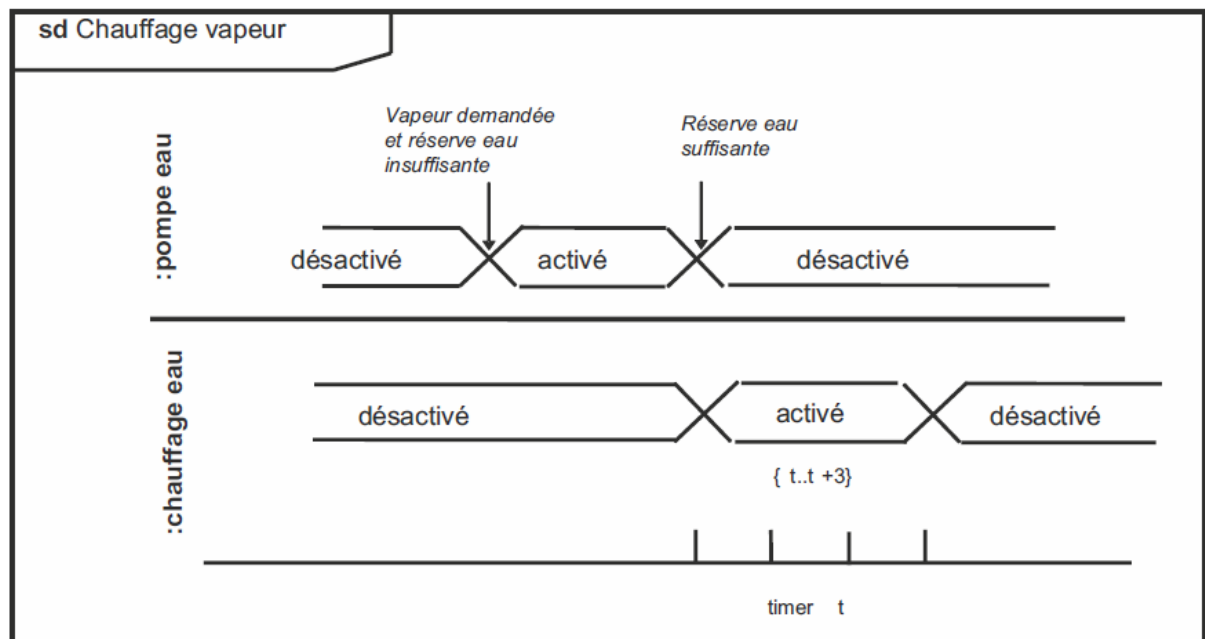 sd Chauffage vapeur
Vapeur demandée
et réserve eau
insuffisante
Réserve eau
suffisante
:pompe eau
désactivé
activé
désactivé
:chauffage eau
désactivé
activé
désactivé
{ t..t +3}
timer t